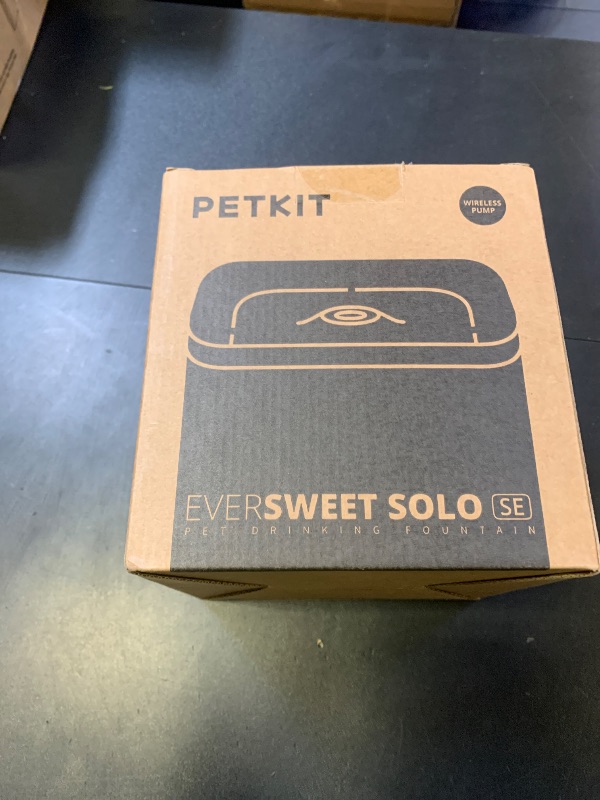 PETKIT
WIRELESS
PUMP
EVERSWEET SOLO SE
PET DRINKING FOUNTAIN